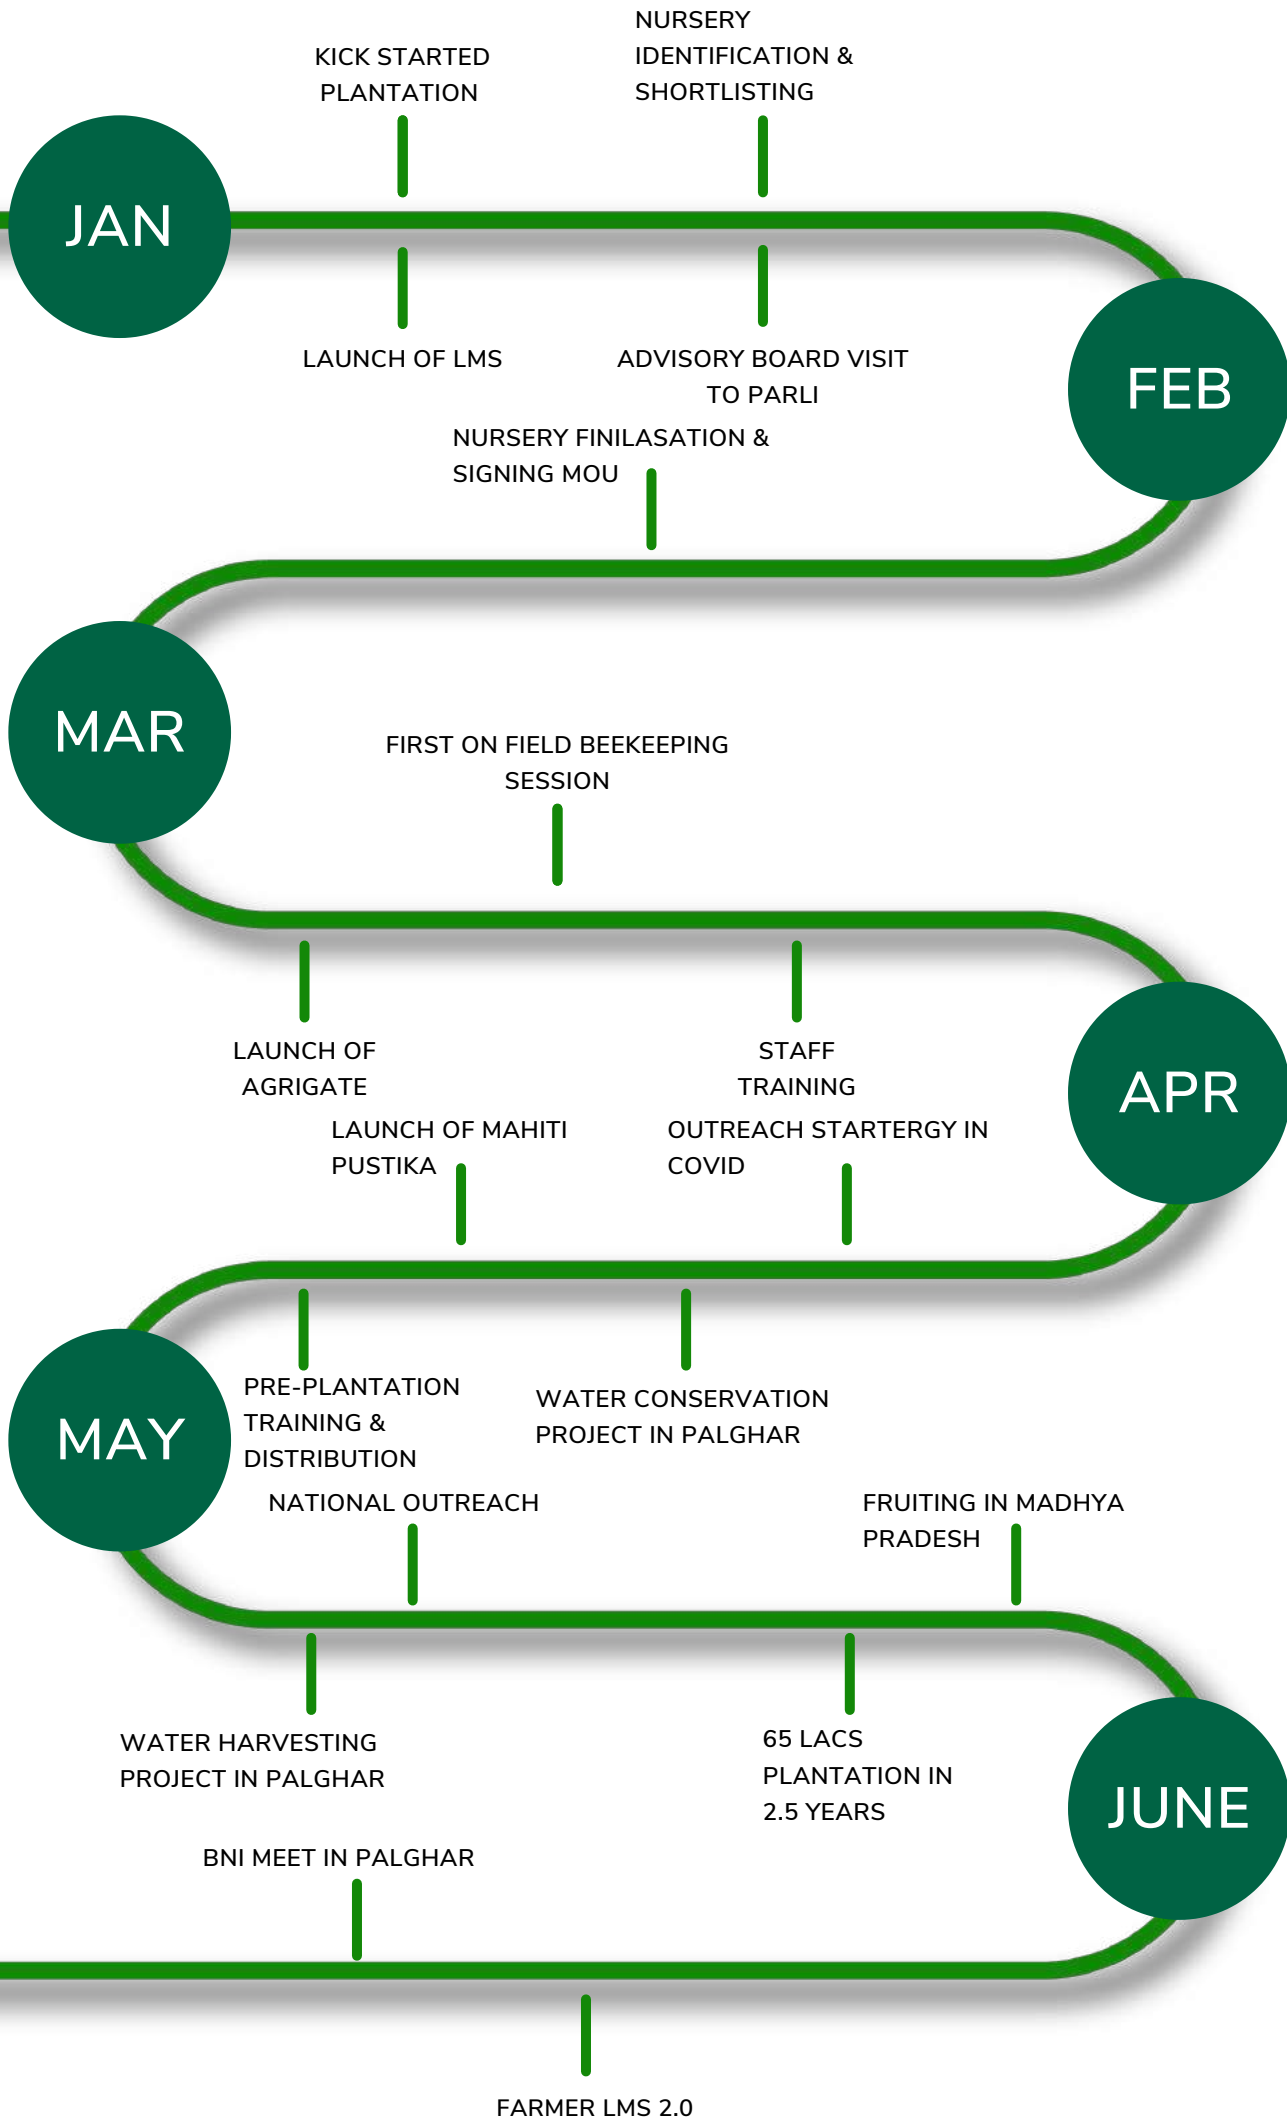 KICK STARTED
PLANTATION
NURSERY
IDENTIFICATION &
SHORTLISTING
JAN
LAUNCH OF LMS
ADVISORY BOARD VISIT
TO PARLI
FEB
NURSERY FINILASATION &
SIGNING MOU
MAR
FIRST ON FIELD BEEKEEPING
SESSION
LAUNCH OF
AGRIGATE
STAFF
TRAINING
APR
LAUNCH OF MAHITI
PUSTIKA
OUTREACH STARTERGY IN
COVID
MAY
PRE-PLANTATION
TRAINING &
DISTRIBUTION
WATER CONSERVATION
PROJECT IN PALGHAR
NATIONAL OUTREACH
FRUITING IN MADHYA
PRADESH
WATER HARVESTING
PROJECT IN PALGHAR
65 LACS
PLANTATION IN
2.5 YEARS
JUNE
BNI MEET IN PALGHAR
FARMER LMS 2.0